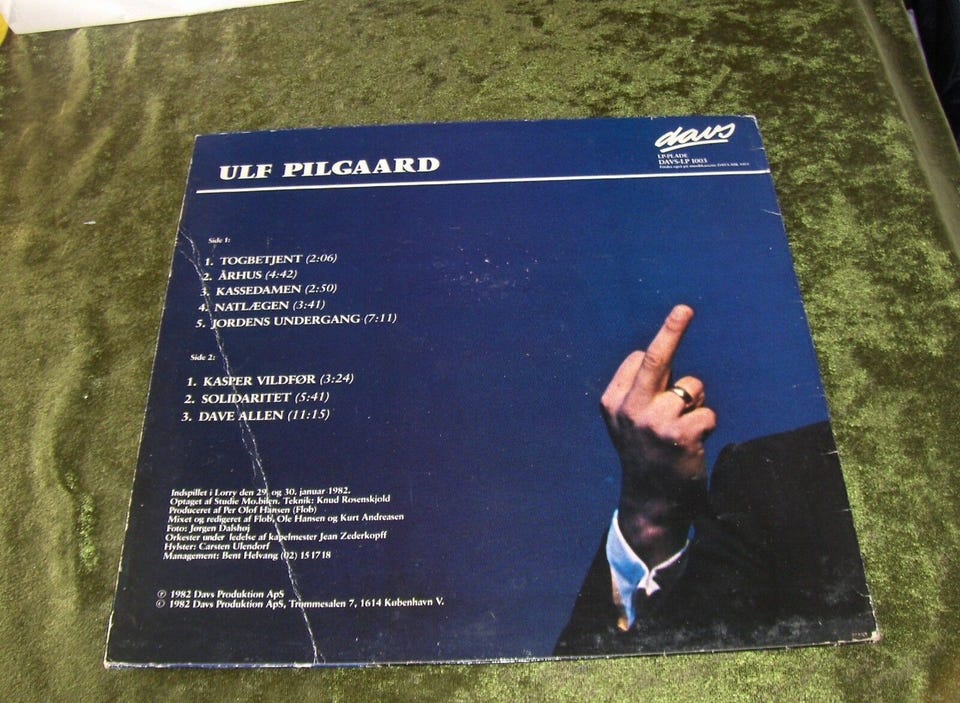 davs
LP-PLADE
DAVS-LP 1003
ULF PILGAARD
Side 1:
1. TOGBETJENT (2:06)
2. ÅRHUS (4:42)
3. KASSEDAMEN (2:50)
4. NATLÆGEN (3:41)
5. JORDENS UNDERGANG (7:11)
Side 2:
1. KASPER VILDFØR (3:24)
2. SOLIDARITET (5:41)
3. DAVE ALLEN (11:15)
Indspillet i Lorry den 29. og 30. januar 1982.
Optaget af Studie Mo.bilen. Teknik: Knud Rosenskjold
Produceret af Per Olof Hansen (Flob)
Mixet og redigeret af Flob, Ole Hansen og Kurt Andreasen
Foto: Jørgen Dalshøj
Orkester under ledelse af kapelmester Jean Zederkopff
Hylster: Carsten Ulendorf
Management: Bent Helvang (02) 15 17 18
℗ 1982 Davs Produktion ApS
© 1982 Davs Produktion ApS, Trommesalen 7, 1614 København V.